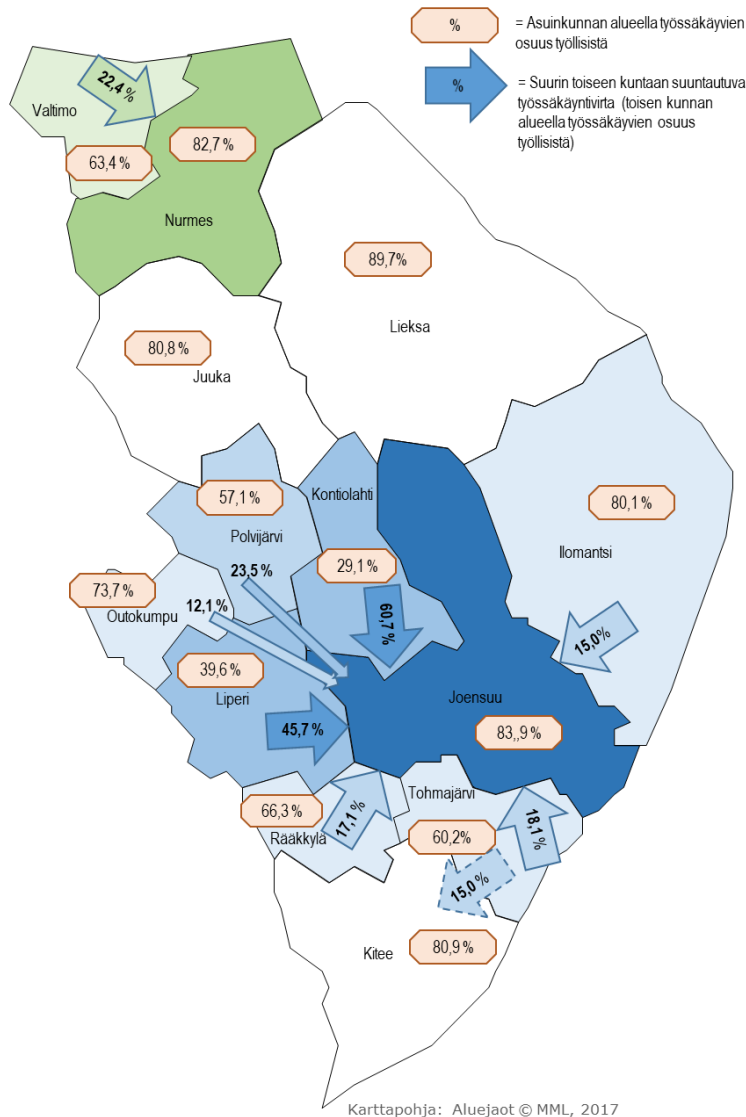 %
= Asuinkunnan alueella työssäkäyvien
osuus työllisistä
%
= Suurin toiseen kuntaan suuntautuva
työssäkäyntivirta (toisen kunnan
alueella työssäkäyvien osuus
työllisistä)
22,4 %
Valtimo
63,4 %
82,7 %
Nurmes
89,7%
Lieksa
80,8 %
Juuka
57,1 %
Kontiolahti
80,1 %
Polvijärvi
Ilomantsi
23,5 %
29,1 %
73,7 %
Outokumpu
12,1 %
60,7 %
15,0%
39,6 %
Liperi
Joensuu
45,7 %
83,,9 %
Tohmajärvi
66,3 %
Rääkkylä
17,1 %
60,2%
18,1 %
15,0 %
Kitee
80,9 %
Karttapohja: Aluejaot © MML, 2017